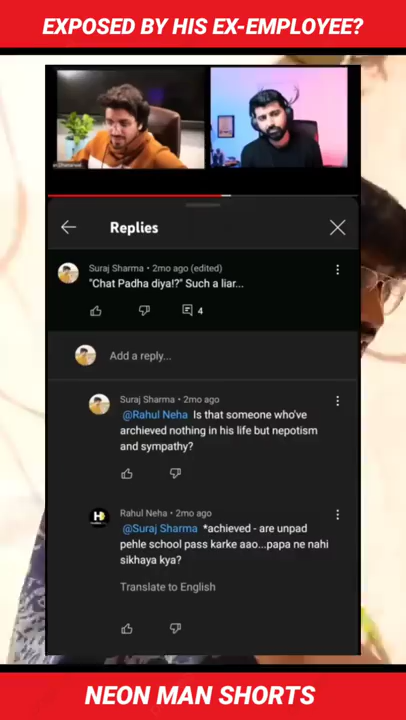 EXPOSED BY HIS EX-EMPLOYEE?
Replies
Suraj Sharma • 2mo ago (edited)
"Chat Padha diya!?" Such a liar...
4
Add a reply...
Suraj Sharma • 2mo ago
@Rahul Neha Is that someone who've
archieved nothing in his life but nepotism
and sympathy?
Rahul Neha • 2mo ago
@Suraj Sharma *achieved - are unpad
pehle school pass karke aao...papa ne nahi
sikhaya kya?
Translate to English
NEON MAN SHORTS